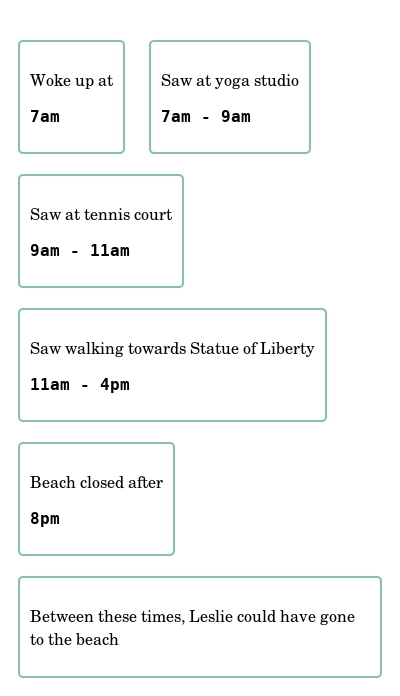 Woke up at
7am
Saw at yoga studio
7am - 9am
Saw at tennis court
9am - 11am
Saw walking towards Statue of Liberty
11am - 4pm
Beach closed after
8pm
Between these times, Leslie could have gone
to the beach